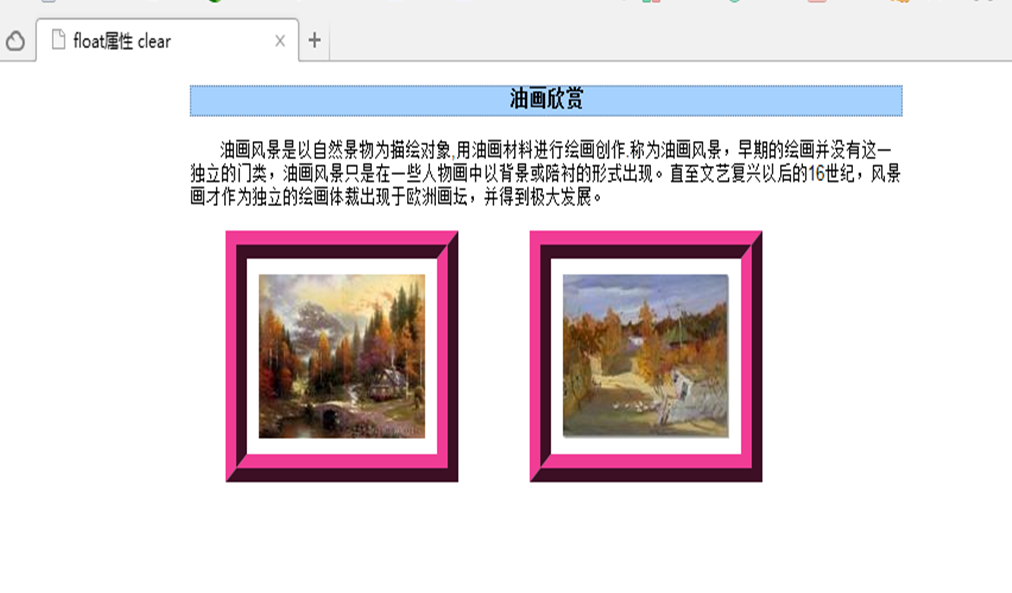 float属性 clear
油画欣赏
油画风景是以自然景物为描绘对象,用油画材料进行绘画创作.称为油画风景，早期的绘画并没有这一
独立的门类，油画风景只是在一些人物画中以背景或陪衬的形式出现。直至文艺复兴以后的16世纪，风景
画才作为独立的绘画体裁出现于欧洲画坛，并得到极大发展。